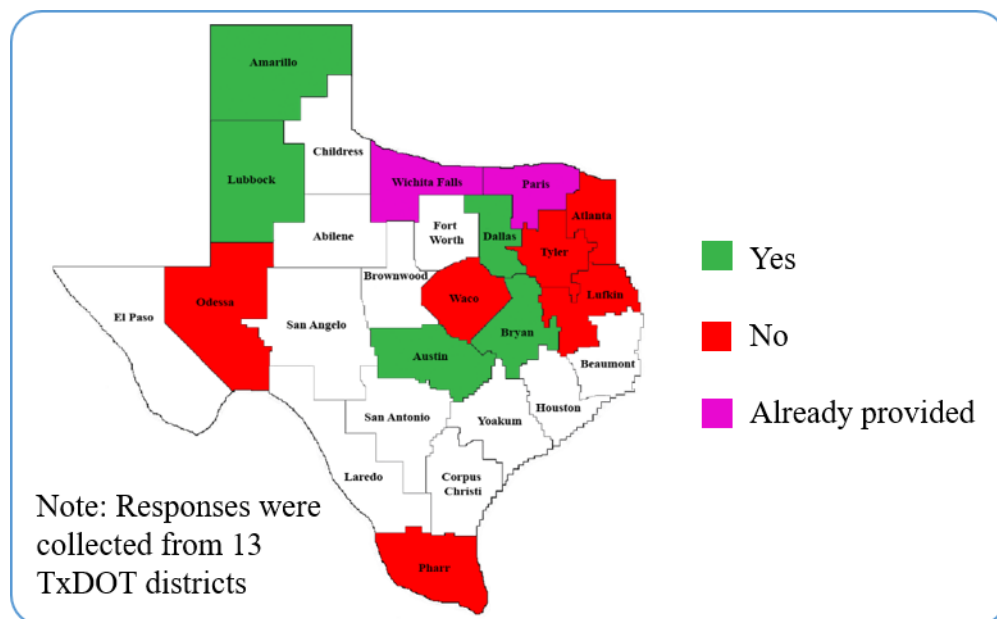 Amarillo
Childress
Lubbock
Wichita Falls
Paris
Atlanta
Fort
Worth
Dallas
Abilene
Tyler
Brownwood
Odessa
Waco
Lufkin
El Paso
San Angelo
Bryan
Austin
Beaumont
San Antonio
Yoakum
Houston
Laredo
Corpus
Christi
Pharr
Yes
No
Already provided
Note: Responses were
collected from 13
TxDOT districts